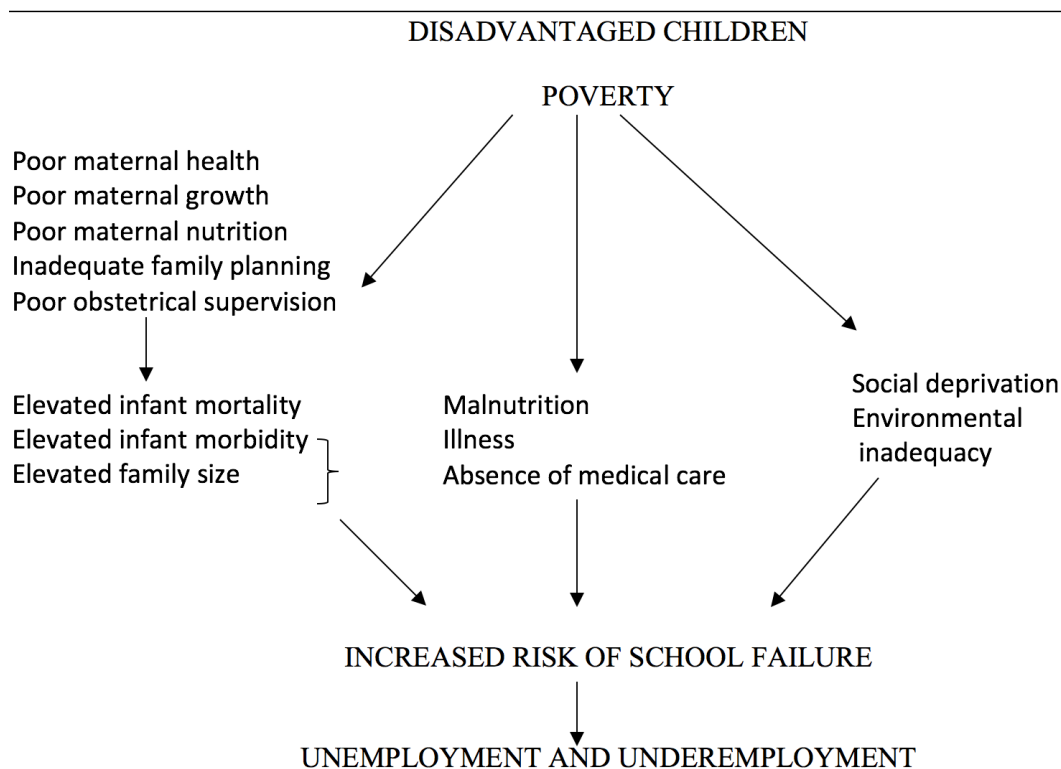 DISADVANTAGED CHILDREN
POVERTY
Poor maternal health
Poor maternal growth
Poor maternal nutrition
Inadequate family planning
Poor obstetrical supervision
Elevated infant mortality
Elevated infant morbidity
Elevated family size
Malnutrition
Illness
Absence of medical care
Social deprivation
Environmental
inadequacy
INCREASED RISK OF SCHOOL FAILURE
UNEMPLOYMENT AND UNDEREMPLOYMENT